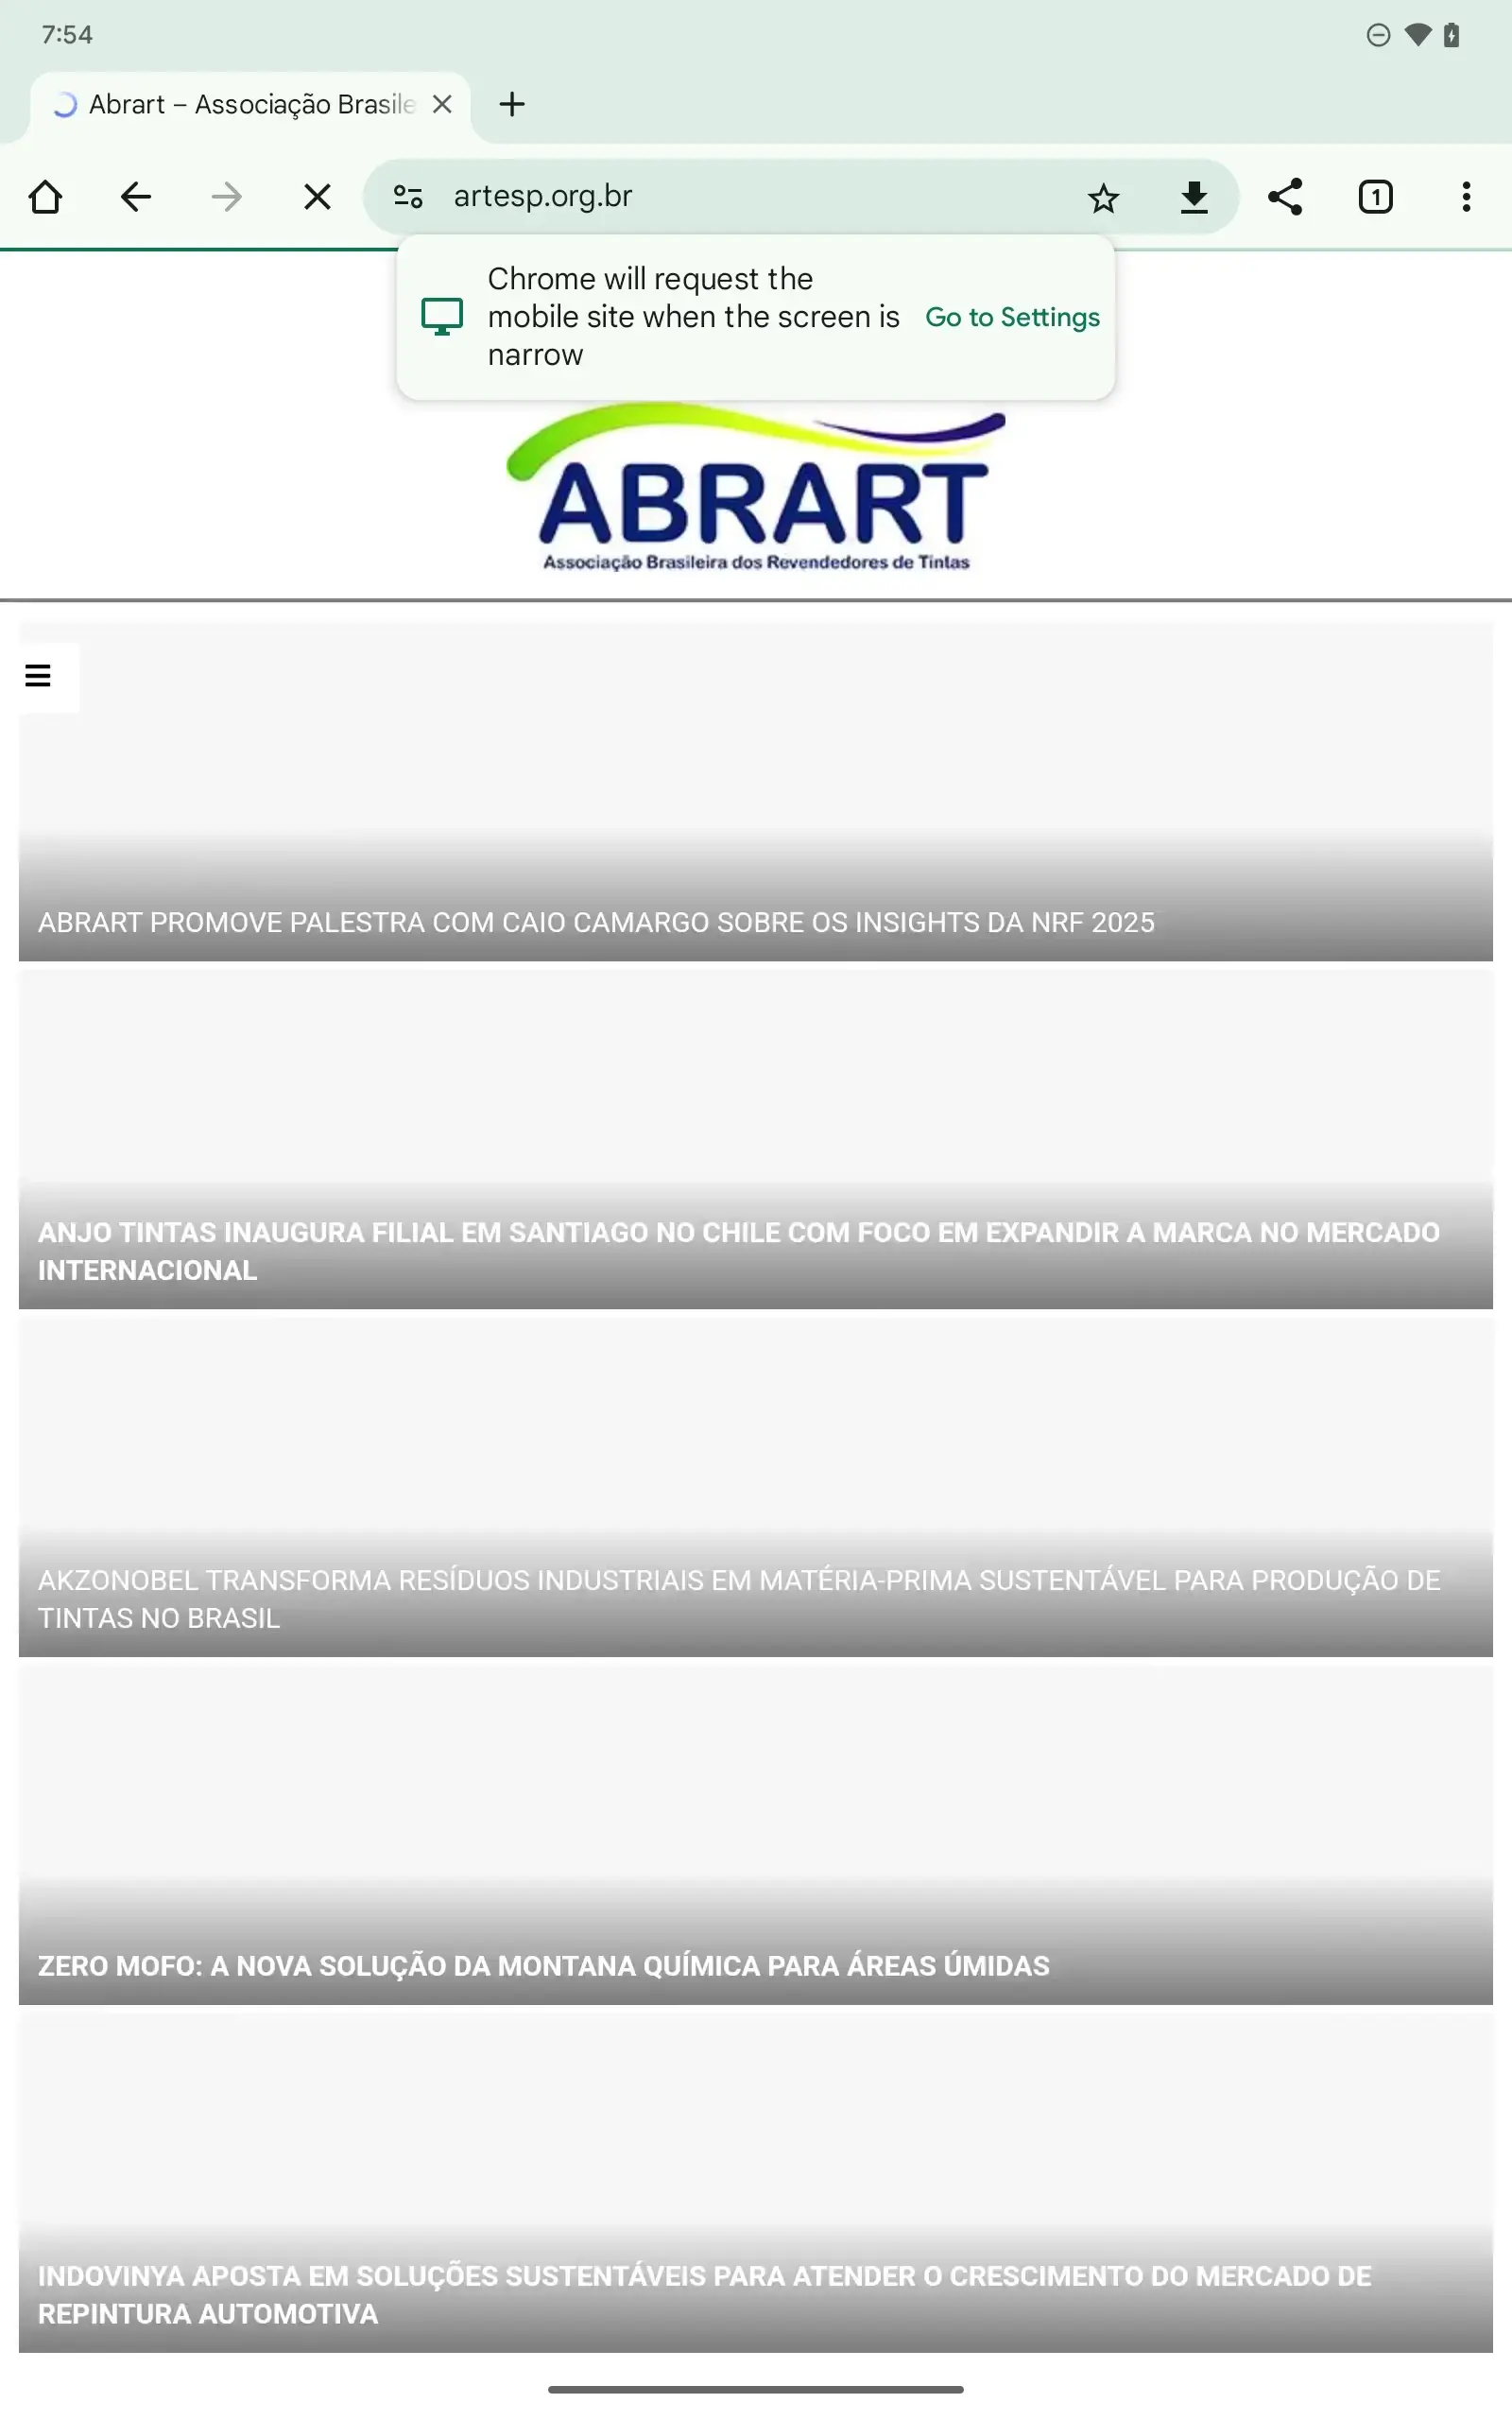 7:54
Abrart – Associação Brasile
artesp.org.br
1
Chrome will request the
mobile site when the screen is
narrow
Go to Settings
ABRART
Associação Brasileira dos Revendedores de Tintas
ABRART PROMOVE PALESTRA COM CAIO CAMARGO SOBRE OS INSIGHTS DA NRF 2025
ANJO TINTAS INAUGURA FILIAL EM SANTIAGO NO CHILE COM FOCO EM EXPANDIR A MARCA NO MERCADO
INTERNACIONAL
AKZONOBEL TRANSFORMA RESÍDUOS INDUSTRIAIS EM MATÉRIA-PRIMA SUSTENTÁVEL PARA PRODUÇÃO DE
TINTAS NO BRASIL
ZERO MOFO: A NOVA SOLUÇÃO DA MONTANA QUÍMICA PARA ÁREAS ÚMIDAS
INDOVINYA APOSTA EM SOLUÇÕES SUSTENTÁVEIS PARA ATENDER O CRESCIMENTO DO MERCADO DE
REPINTURA AUTOMOTIVA